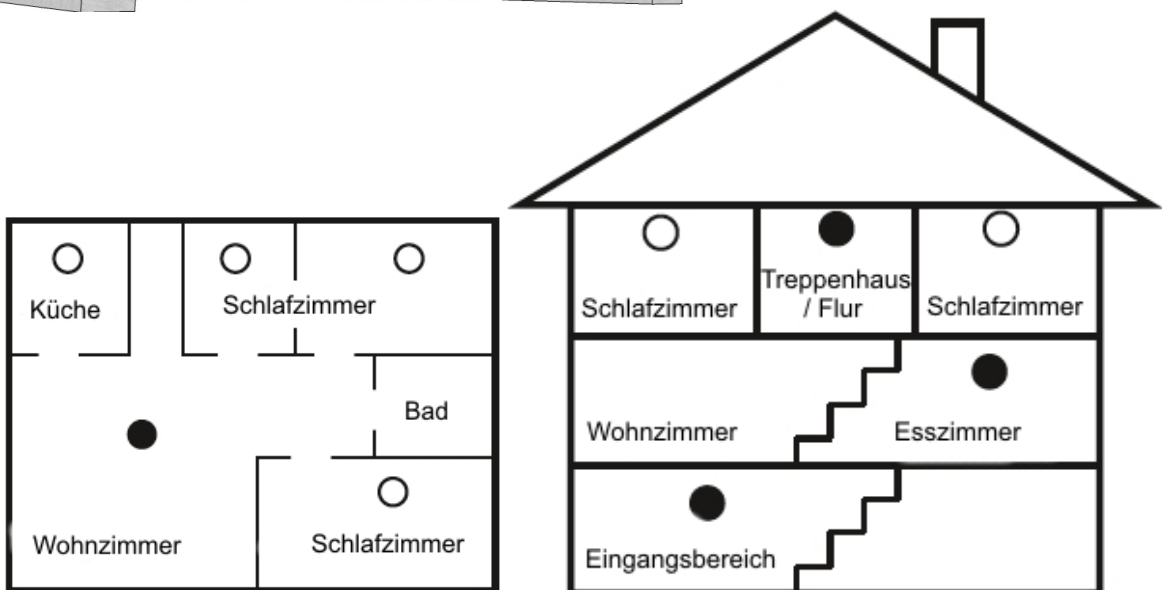 Küche
Schlafzimmer
Bad
Wohnzimmer
Schlafzimmer
Schlafzimmer
Treppenhaus
/ Flur
Schlafzimmer
Wohnzimmer
Esszimmer
Eingangsbereich